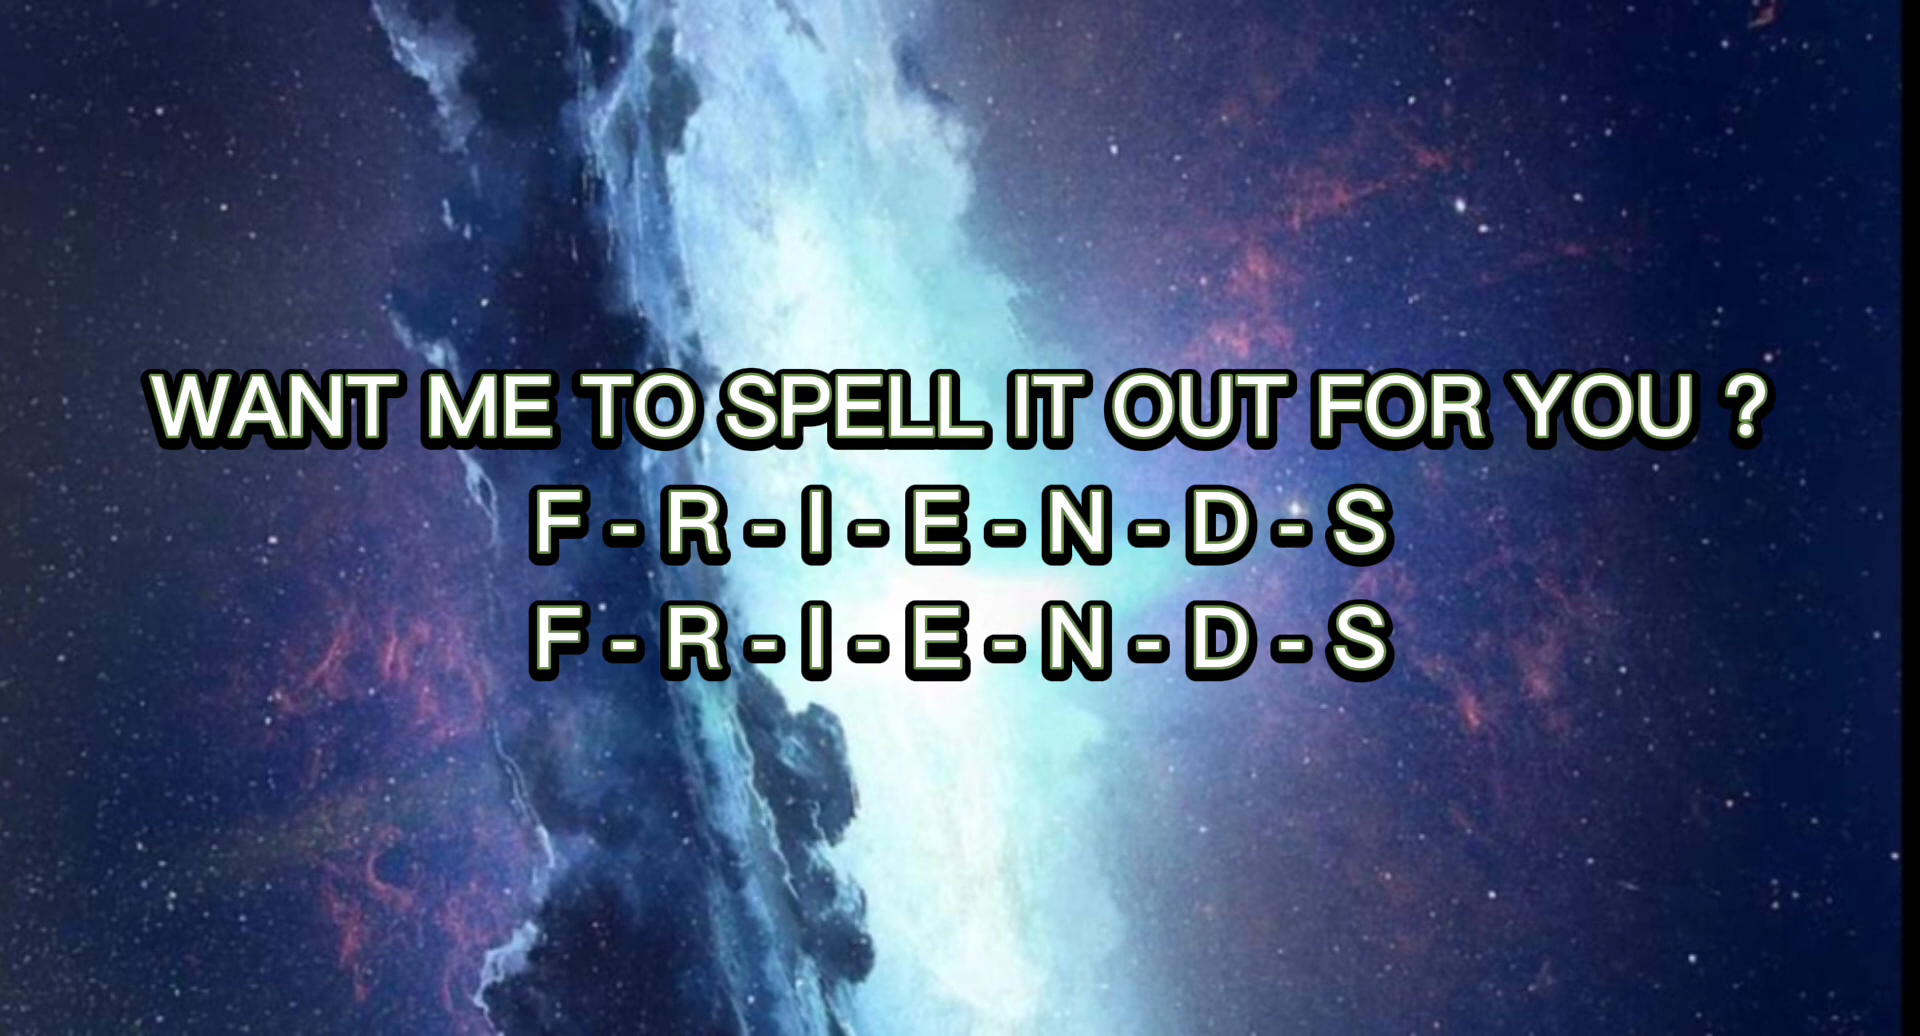 WANT ME TO SPELL IT OUT FOR YOU ?
F - R - I - E - N - D - S
F - R - I - E - N - D - S